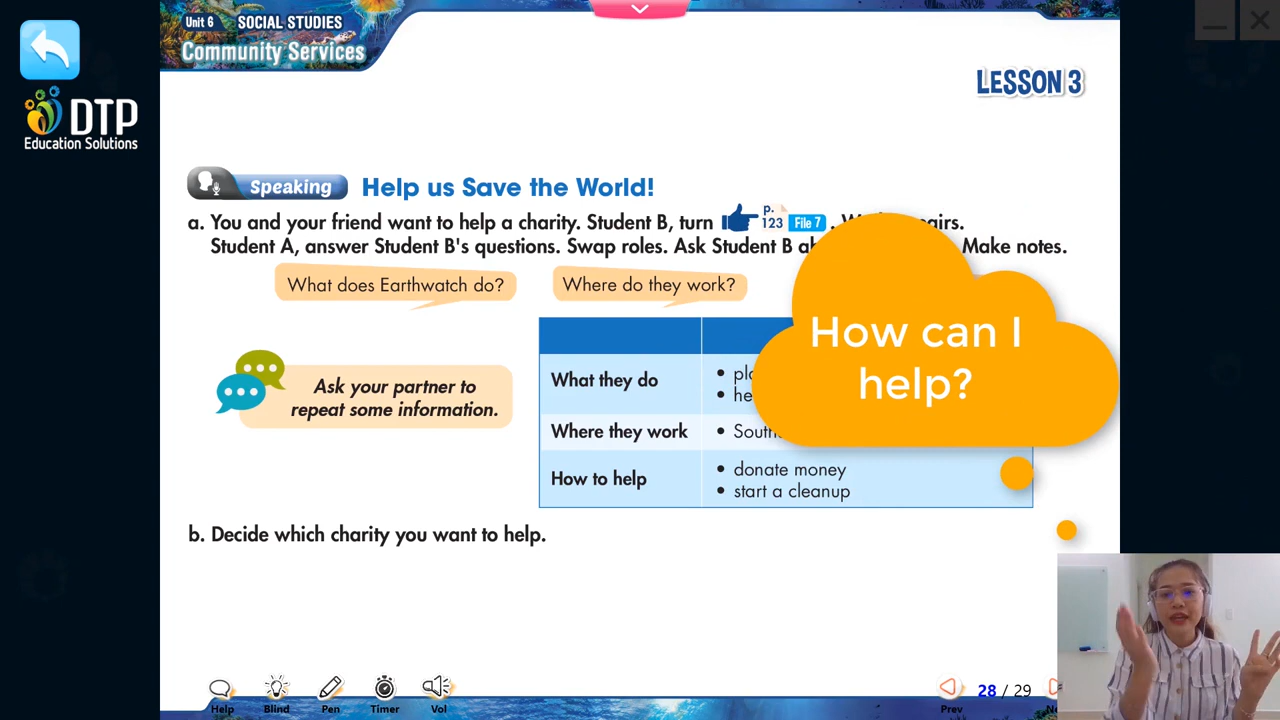 Unit 6 SOCIAL STUDIES
Community Services
LESSON 3
DTP
Education Solutions
Speaking Help us Save the World!
a. You and your friend want to help a charity. Student B, turn p. 123 File 7 .
Student A, answer Student B's questions. Swap roles. Ask Student B Make notes.
What does Earthwatch do? Where do they work?
How can I
help?
Ask your partner to
repeat some information.
What they do
Where they work
How to help
• donate money
• start a cleanup
b. Decide which charity you want to help.
28 / 29
Help Blind Pen Timer Vol Prev